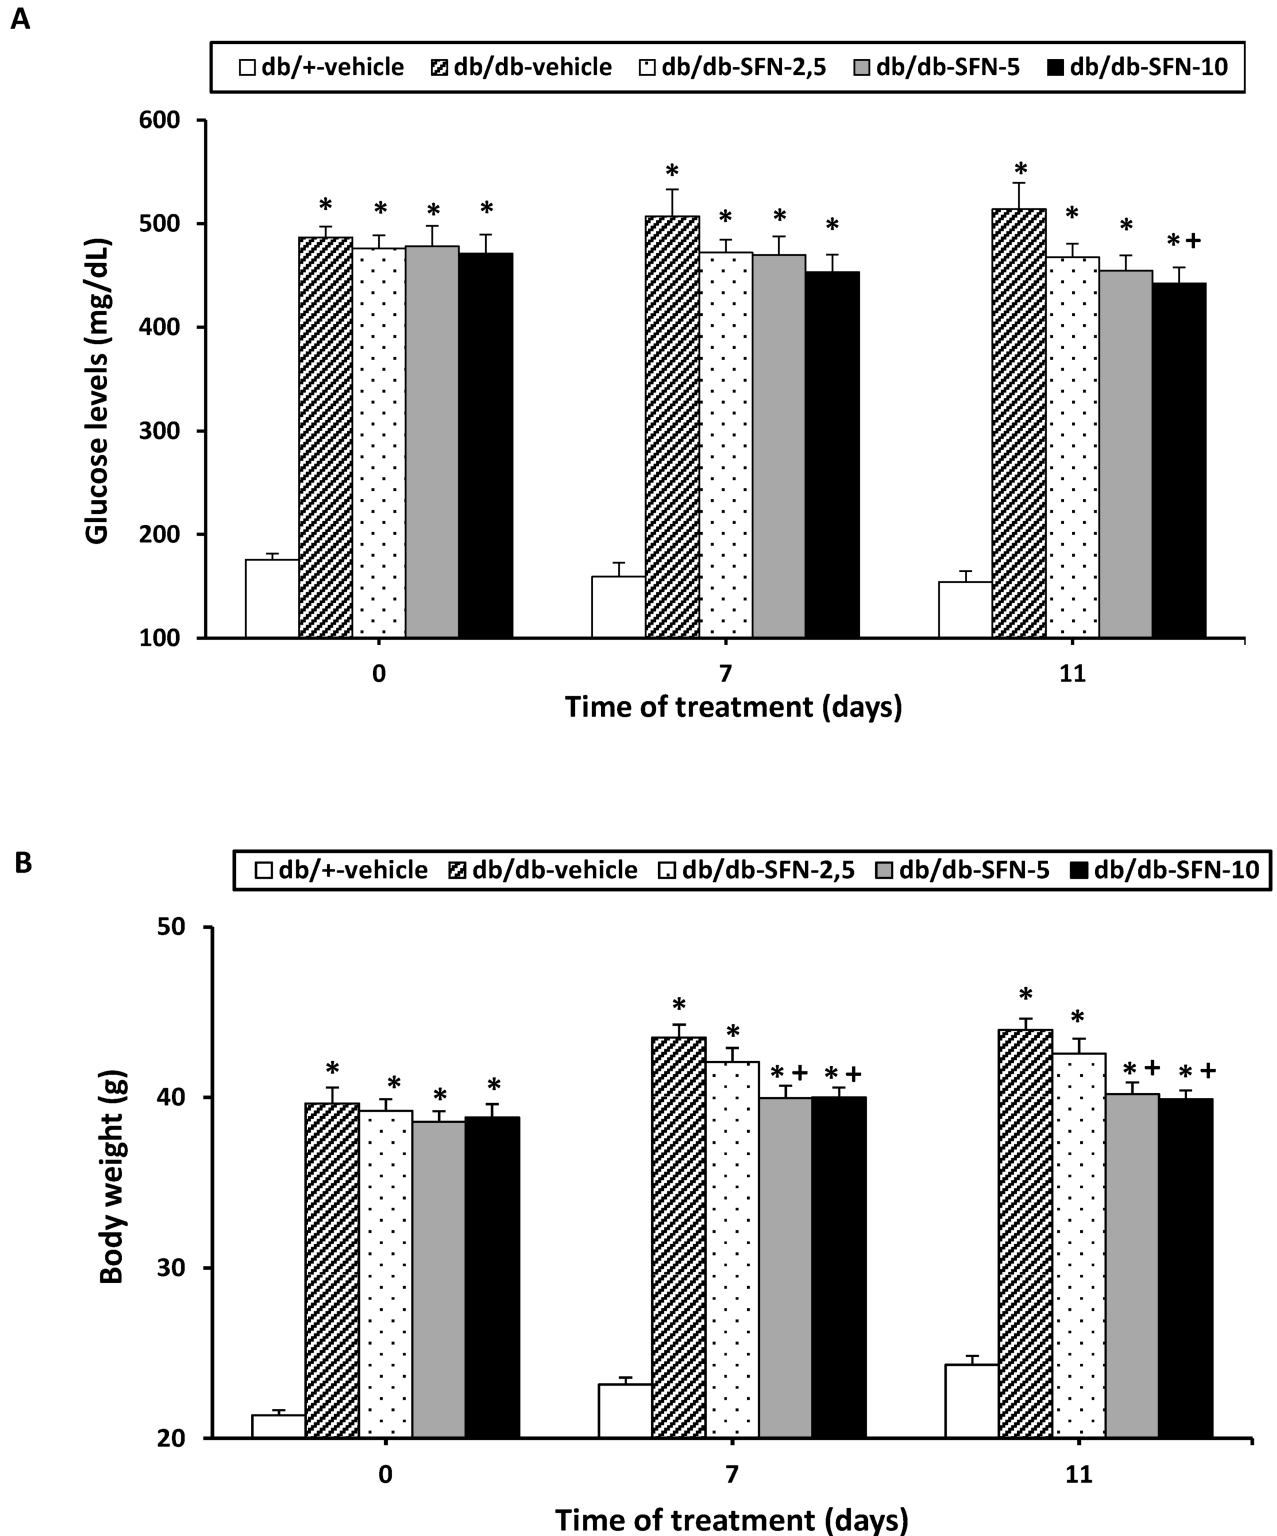 A
db/+-vehicle db/db-vehicle db/db-SFN-2,5 db/db-SFN-5 db/db-SFN-10
600
500
400
300
200
100
Glucose levels (mg/dL)
* * * *
* * * *
* * * * +
0 7 11
Time of treatment (days)
B
db/+-vehicle db/db-vehicle db/db-SFN-2,5 db/db-SFN-5 db/db-SFN-10
50
40
30
20
Body weight (g)
* * * *
* * * + * +
* * * + * +
0 7 11
Time of treatment (days)